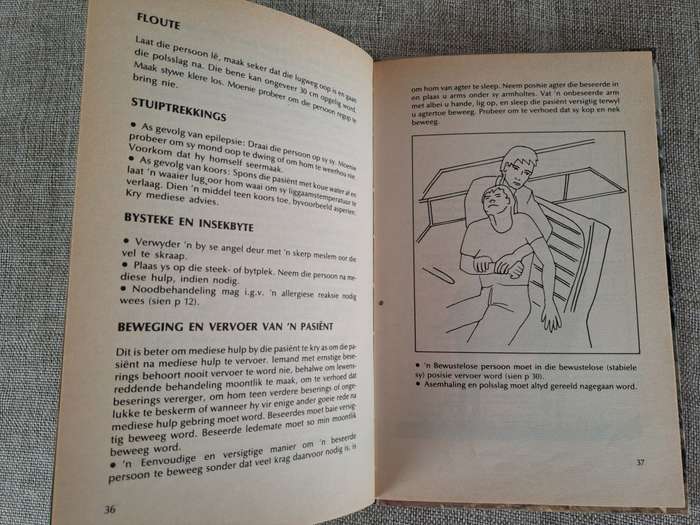 FLOUTE
Laat die persoon lê, maak seker dat die lugweg oop is en gaan
die polsslag na. Die bene kan ongeveer 30 cm opgelig word.
Maak stywe klere los. Moenie probeer om die persoon regop te
bring nie.
STUIPTREKKINGS
● As gevolg van epilepsie: Draai die persoon op sy sy. Moenie
probeer om sy mond oop te dwing of om hom te weerhou nie.
Voorkom dat hy homself seermaak.
● As gevolg van koors: Spons die pasiënt met koue water af en
laat 'n waaier lug oor hom waai om sy liggaamstemperatuur te
verlaag. Dien 'n middel teen koors toe, byvoorbeeld aspirien.
Kry mediese advies.
BYSTEKE EN INSEKBYTE
● Verwyder 'n by se angel deur met 'n skerp meslem oor die
vel te skraap.
● Plaas ys op die steek- of bytplek. Neem die persoon na me-
diese hulp, indien nodig.
● Noodbehandeling mag i.g.v. 'n allergiese reaksie nodig
wees (sien p 12).
BEWEGING EN VERVOER VAN 'N PASIËNT
Dit is beter om mediese hulp by die pasiënt te kry as om die pa-
siënt na mediese hulp te vervoer. Iemand met ernstige bese-
rings behoort nooit vervoer te word nie, behalwe om lewens-
reddende behandeling moontlik te maak, om te verhoed dat
beserings vererger, om hom teen verdere beserings of onge-
lukke te beskerm of wanneer hy vir enige ander goeie rede na
mediese hulp gebring moet word. Beseerdes moet baie versig-
tig beweeg word. Beseerde ledemate moet so min moontlik
beweeg word.
● 'n Eenvoudige en versigtige manier om 'n beseerde
persoon te beweeg sonder dat veel krag daarvoor nodig is, is
36
om hom van agter te sleep. Neem posisie agter die beseerde in
en plaas u arms onder sy armholtes. Vat 'n onbeseerde arm
met albei u hande, lig op, en sleep die pasiënt versigtig terwyl
u agtertoe beweeg. Probeer om te verhoed dat sy kop en nek
beweeg.
● 'n Bewustelose persoon moet in die bewustelose (stabiele
sy) posisie vervoer word (sien p 30).
● Asemhaling en polsslag moet altyd gereeld nagegaan word.
37